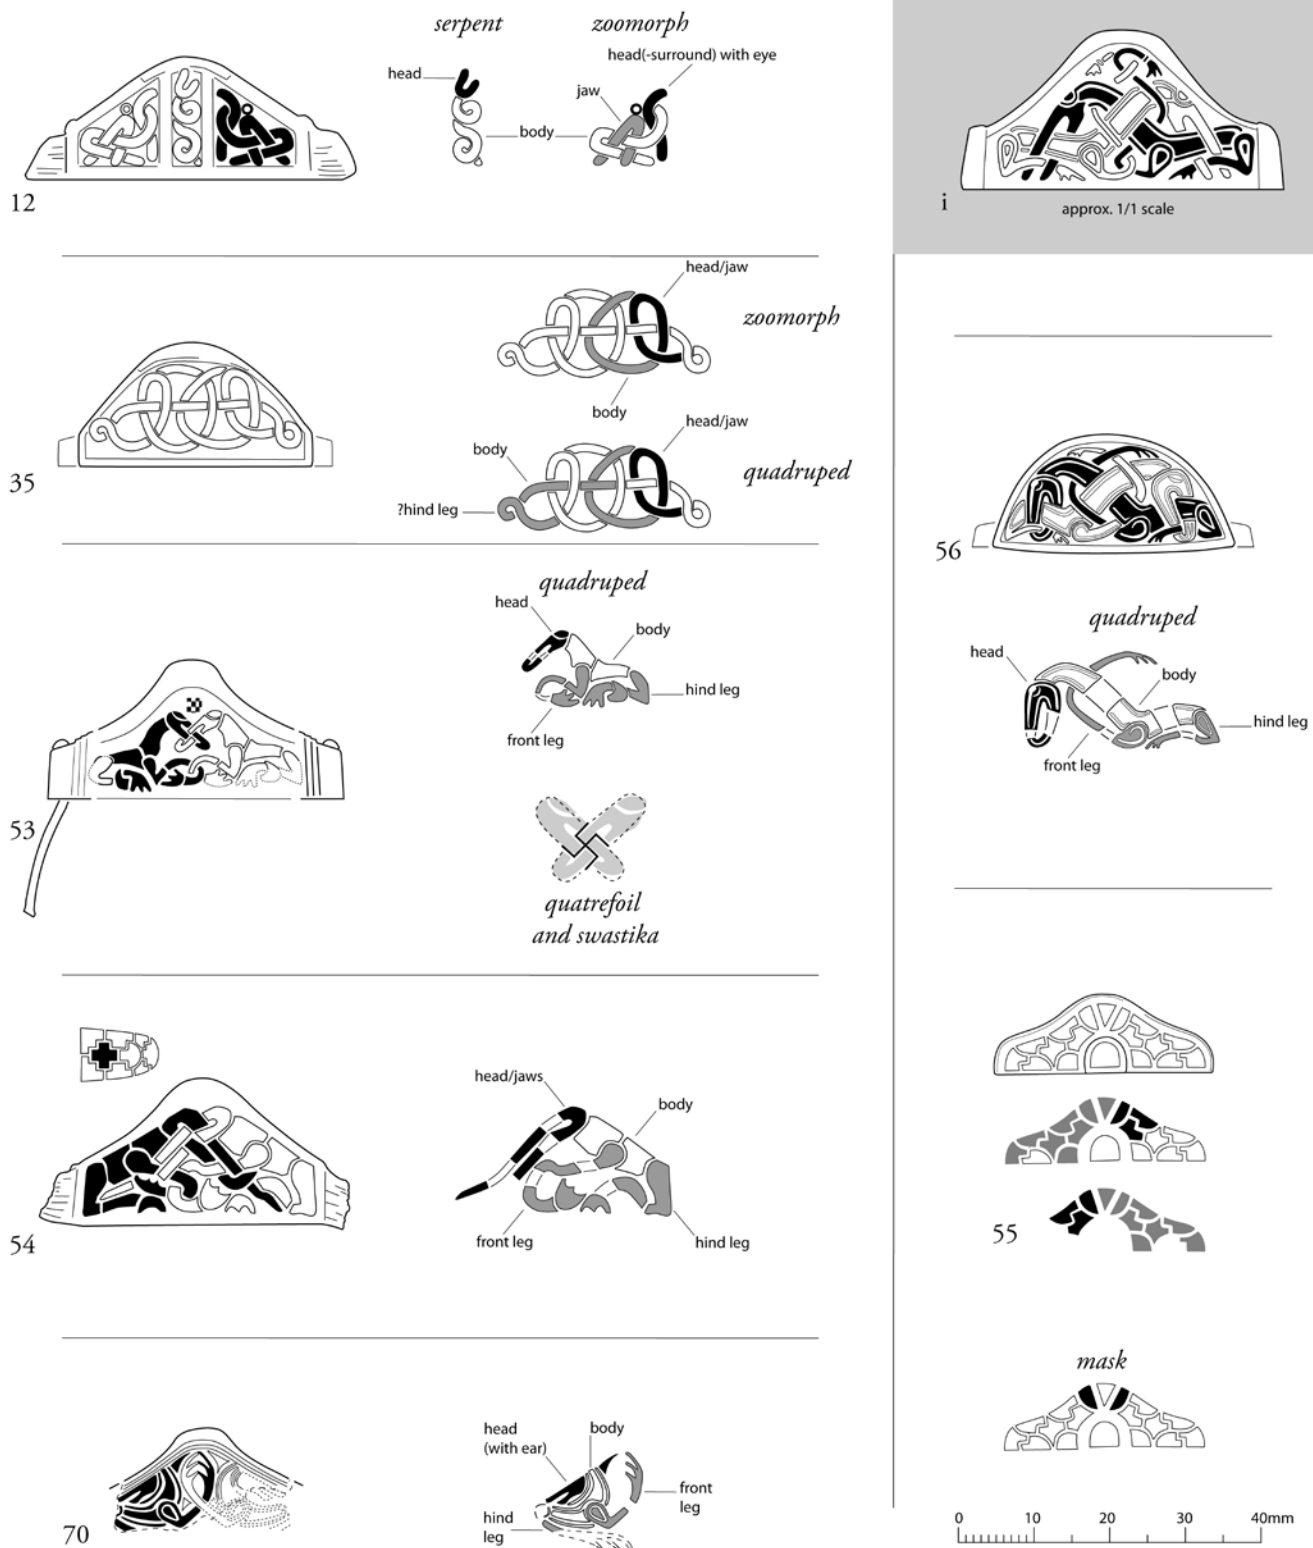 serpent
zoomorph
head
head(-surround) with eye
jaw
body
12
i
approx. 1/1 scale
head/jaw
zoomorph
body
head/jaw
body
quadruped
?hind leg
35
quadruped
head
body
hind leg
front leg
53
quatrefoil
and swastika
56
quadruped
head
body
hind leg
front leg
head/jaws
body
front leg
hind leg
54
55
mask
head
(with ear)
body
front
leg
hind
leg
70
0 10 20 30 40mm